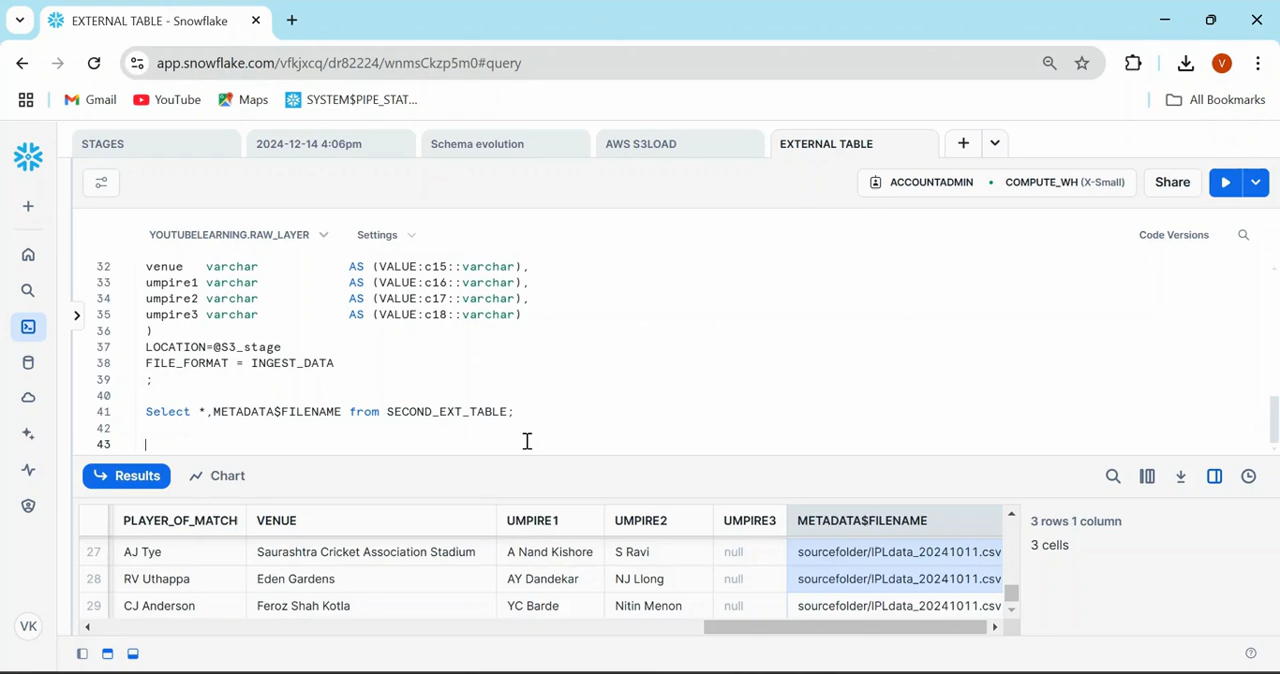 EXTERNAL TABLE - Snowflake
app.snowflake.com/vfkjxcq/dr82224/wnmsCkzp5m0#query
V
Gmail
YouTube
Maps
SYSTEM$PIPE_STAT...
All Bookmarks
STAGES
2024-12-14 4:06pm
Schema evolution
AWS S3LOAD
EXTERNAL TABLE
ACCOUNTADMIN • COMPUTE_WH (X-Small)
Share
YOUTUBELEARNING.RAW_LAYER
Settings
Code Versions
32 venue varchar AS (VALUE:c15::varchar),
33 umpire1 varchar AS (VALUE:c16::varchar),
34 umpire2 varchar AS (VALUE:c17::varchar),
35 umpire3 varchar AS (VALUE:c18::varchar)
36 )
37 LOCATION=@S3_stage
38 FILE_FORMAT = INGEST_DATA
39 ;
40
41 Select *,METADATA$FILENAME from SECOND_EXT_TABLE;
42
43
Results
Chart
PLAYER_OF_MATCH VENUE UMPIRE1 UMPIRE2 UMPIRE3 METADATA$FILENAME
27 AJ Tye Saurashtra Cricket Association Stadium A Nand Kishore S Ravi null sourcefolder/IPLdata_20241011.csv
28 RV Uthappa Eden Gardens AY Dandekar NJ Llong null sourcefolder/IPLdata_20241011.csv
29 CJ Anderson Feroz Shah Kotla YC Barde Nitin Menon null sourcefolder/IPLdata_20241011.csv
3 rows 1 column
3 cells
VK